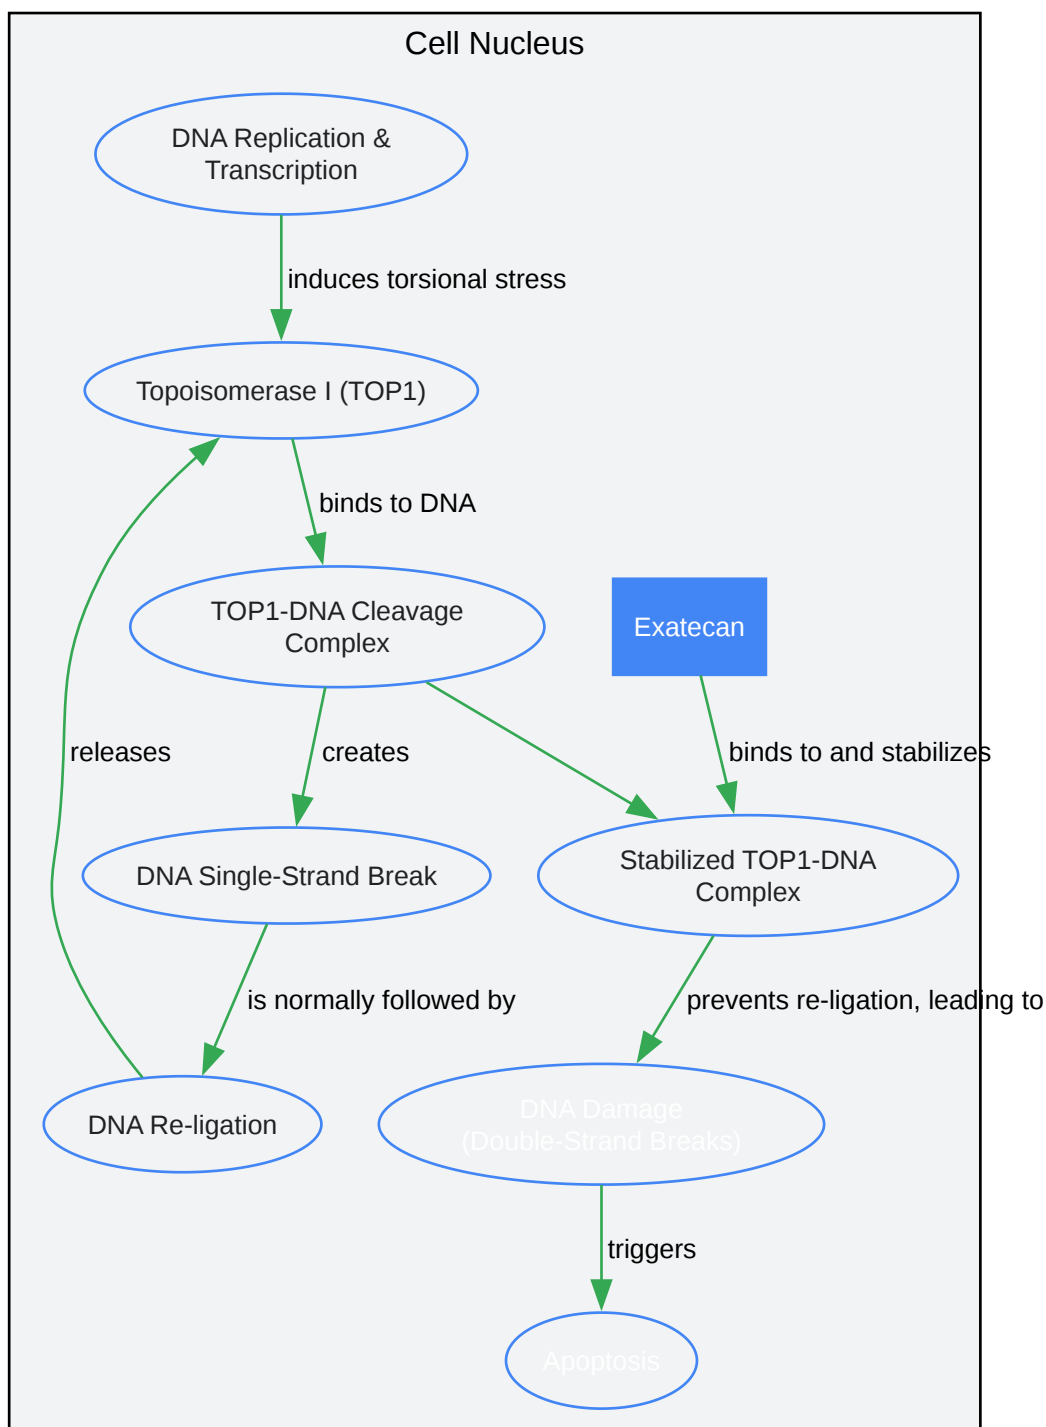 Cell Nucleus
DNA Replication &
Transcription
induces torsional stress
Topoisomerase I (TOP1)
binds to DNA
TOP1-DNA Cleavage
Complex
Exatecan
releases
creates
binds to and stabilizes
DNA Single-Strand Break
Stabilized TOP1-DNA
Complex
is normally followed by
prevents re-ligation, leading to
DNA Re-ligation
DNA Damage
(Double-Strand Breaks)
triggers
Apoptosis